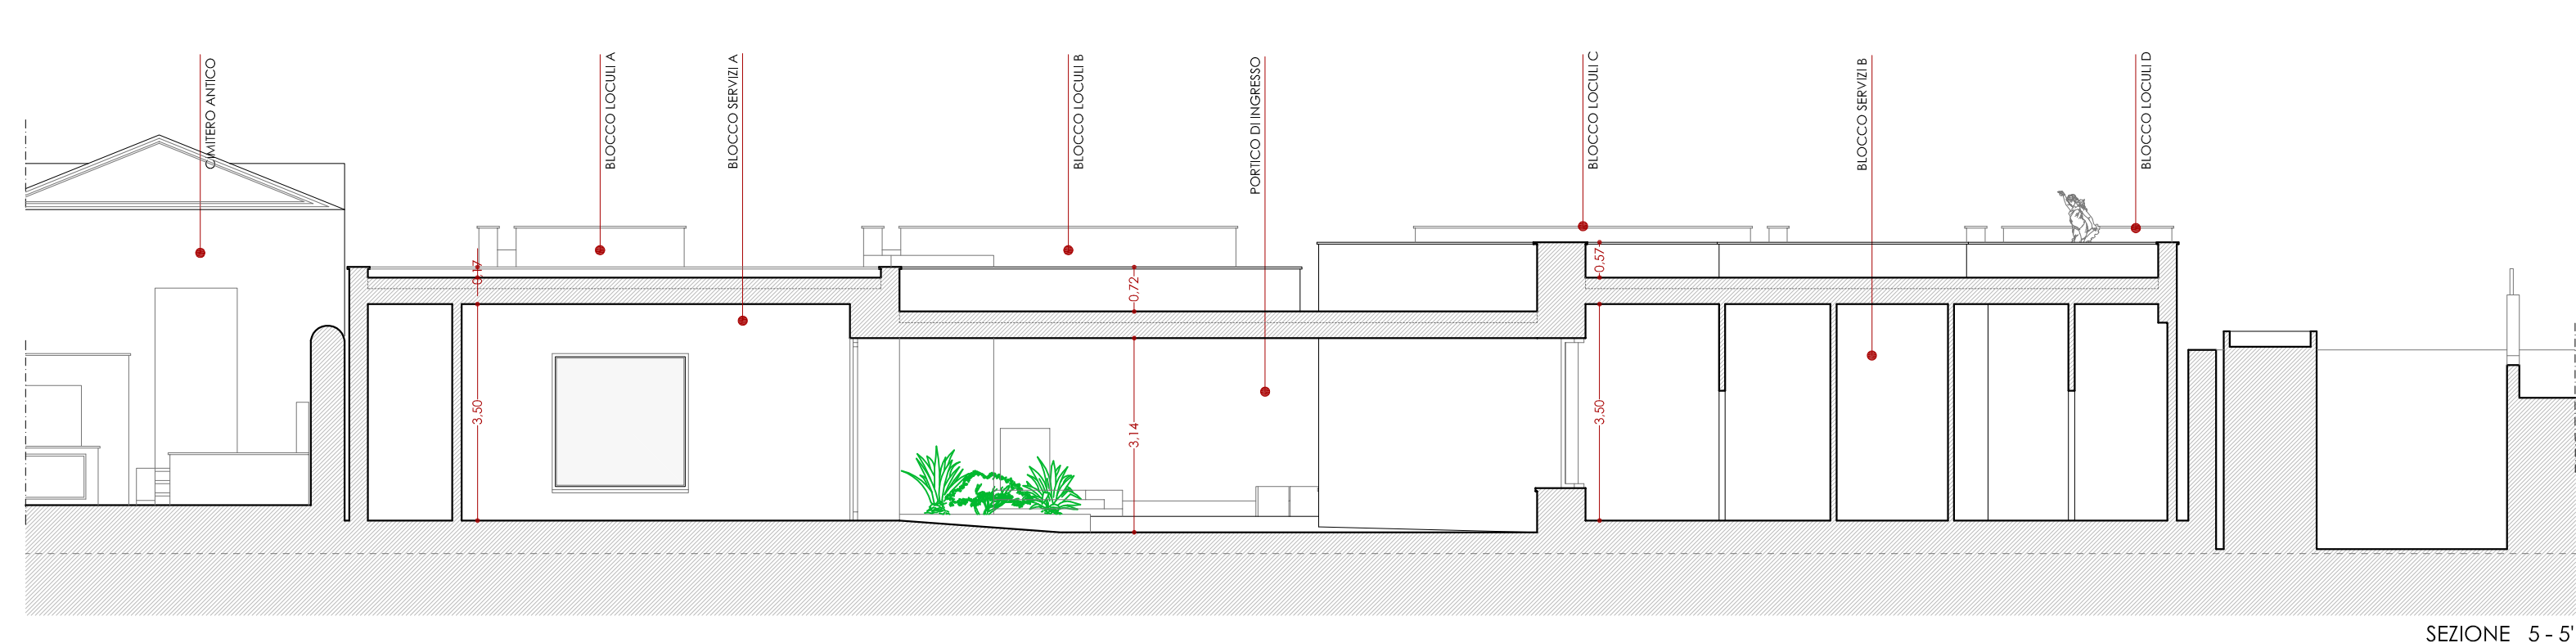 CIMITERO ANTICO
BLOCCO LOCULI A
BLOCCO SERVIZI A
BLOCCO LOCULI B
PORTICO DI INGRESSO
BLOCCO LOCULI C
BLOCCO SERVIZI B
BLOCCO LOCULI D
0,17
0,72
0,57
3,50
3,14
3,50
SEZIONE 5 - 5'